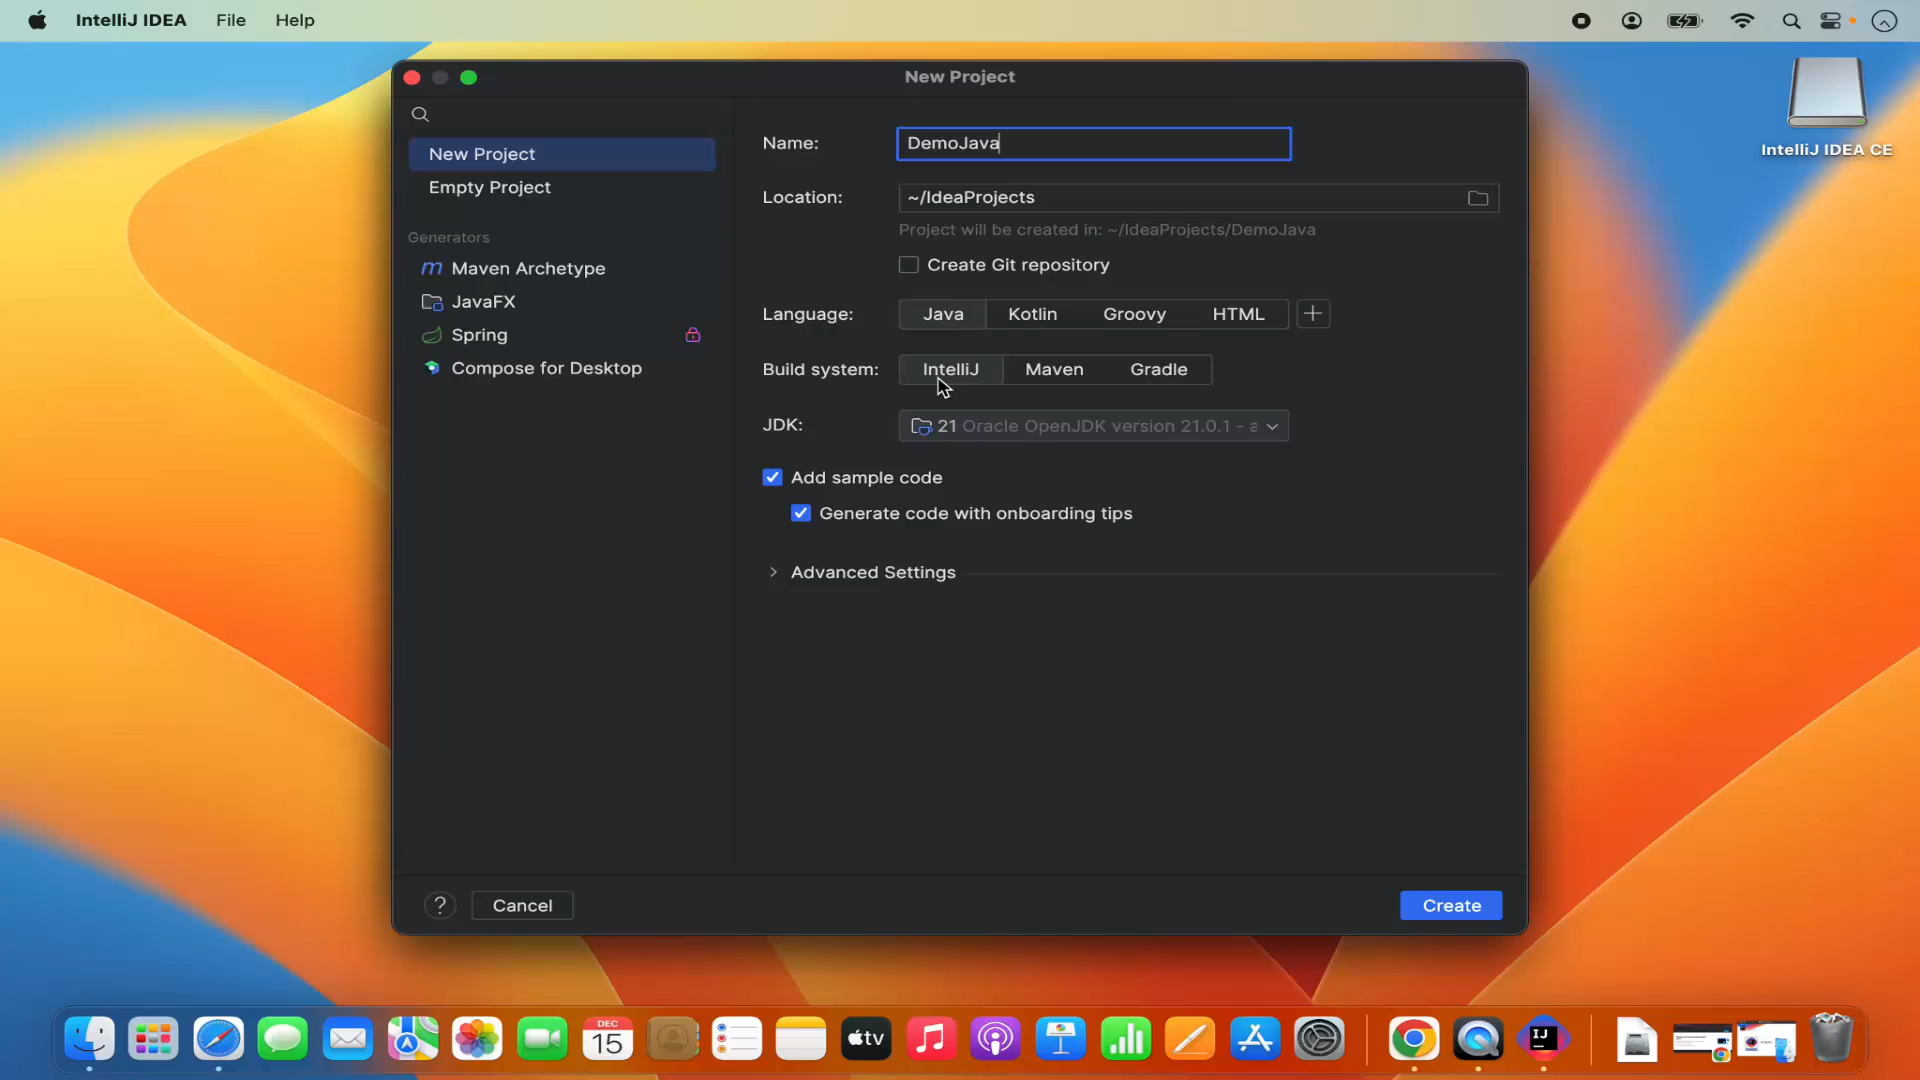 IntelliJ IDEA File Help
New Project
IntelliJ IDEA CE
New Project
Empty Project
Generators
Maven Archetype
JavaFX
Spring
Compose for Desktop
Name: DemoJava
Location: ~/IdeaProjects
Project will be created in: ~/IdeaProjects/DemoJava
Create Git repository
Language: Java Kotlin Groovy HTML
Build system: IntelliJ Maven Gradle
JDK: 21 Oracle OpenJDK version 21.0.1 - a
Add sample code
Generate code with onboarding tips
Advanced Settings
? Cancel Create
DEC
15
tv
IJ